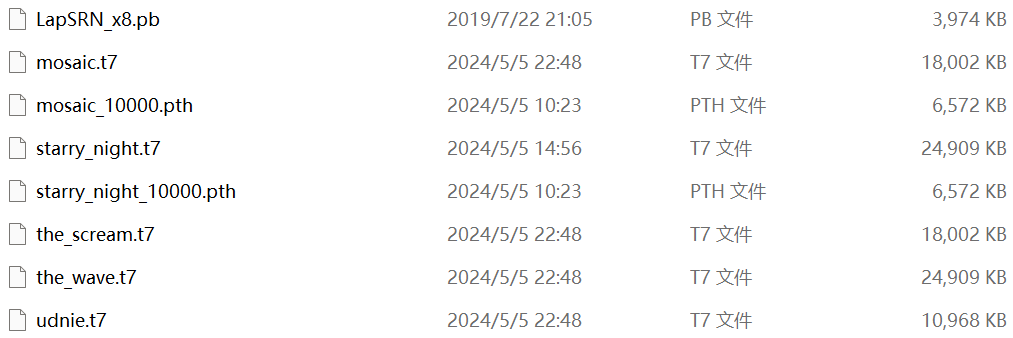 LapSRN_x8.pb 2019/7/22 21:05 PB 文件 3,974 KB
mosaic.t7 2024/5/5 22:48 T7 文件 18,002 KB
mosaic_10000.pth 2024/5/5 10:23 PTH 文件 6,572 KB
starry_night.t7 2024/5/5 14:56 T7 文件 24,909 KB
starry_night_10000.pth 2024/5/5 10:23 PTH 文件 6,572 KB
the_scream.t7 2024/5/5 22:48 T7 文件 18,002 KB
the_wave.t7 2024/5/5 22:48 T7 文件 24,909 KB
udnie.t7 2024/5/5 22:48 T7 文件 10,968 KB